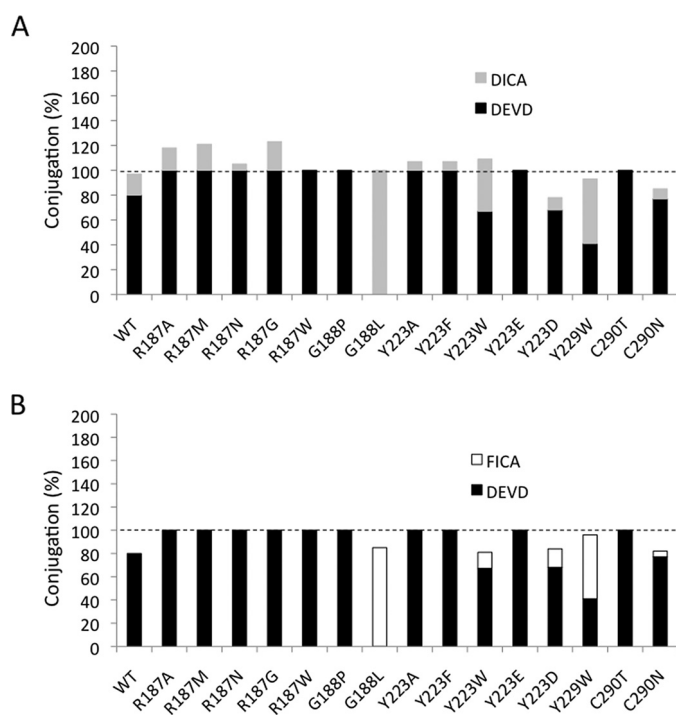 A
Conjugation (%)
200
180
160
140
120
100
80
60
40
20
0
DICA
DEVD
WT
R187A
R187M
R187N
R187G
R187W
G188P
G188L
Y223A
Y223F
Y223W
Y223E
Y223D
Y229W
C290T
C290N
B
Conjugation (%)
200
180
160
140
120
100
80
60
40
20
0
FICA
DEVD
WT
R187A
R187M
R187N
R187G
R187W
G188P
G188L
Y223A
Y223F
Y223W
Y223E
Y223D
Y229W
C290T
C290N